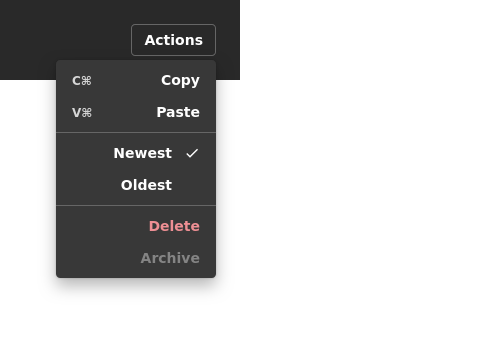 Actions
C⌘ Copy
V⌘ Paste
Newest
Oldest
Delete
Archive